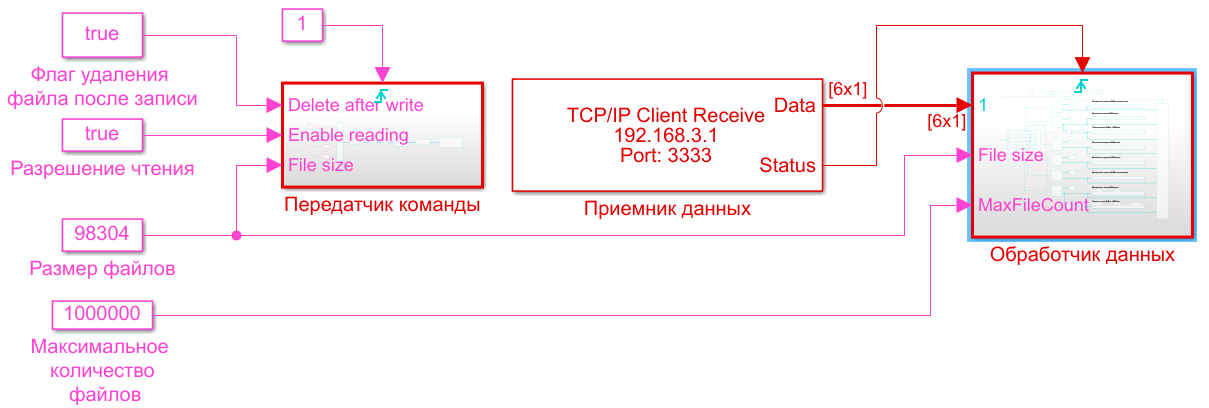 true
Флаг удаления
файла после записи
true
Разрешение чтения
98304
Размер файлов
1000000
Максимальное
количество
файлов
1
Delete after write
Enable reading
File size
Передатчик команды
TCP/IP Client Receive
192.168.3.1
Port: 3333
Data
Status
Приемник данных
[6x1]
[6x1]
1
File size
MaxFileCount
Обработчик данных